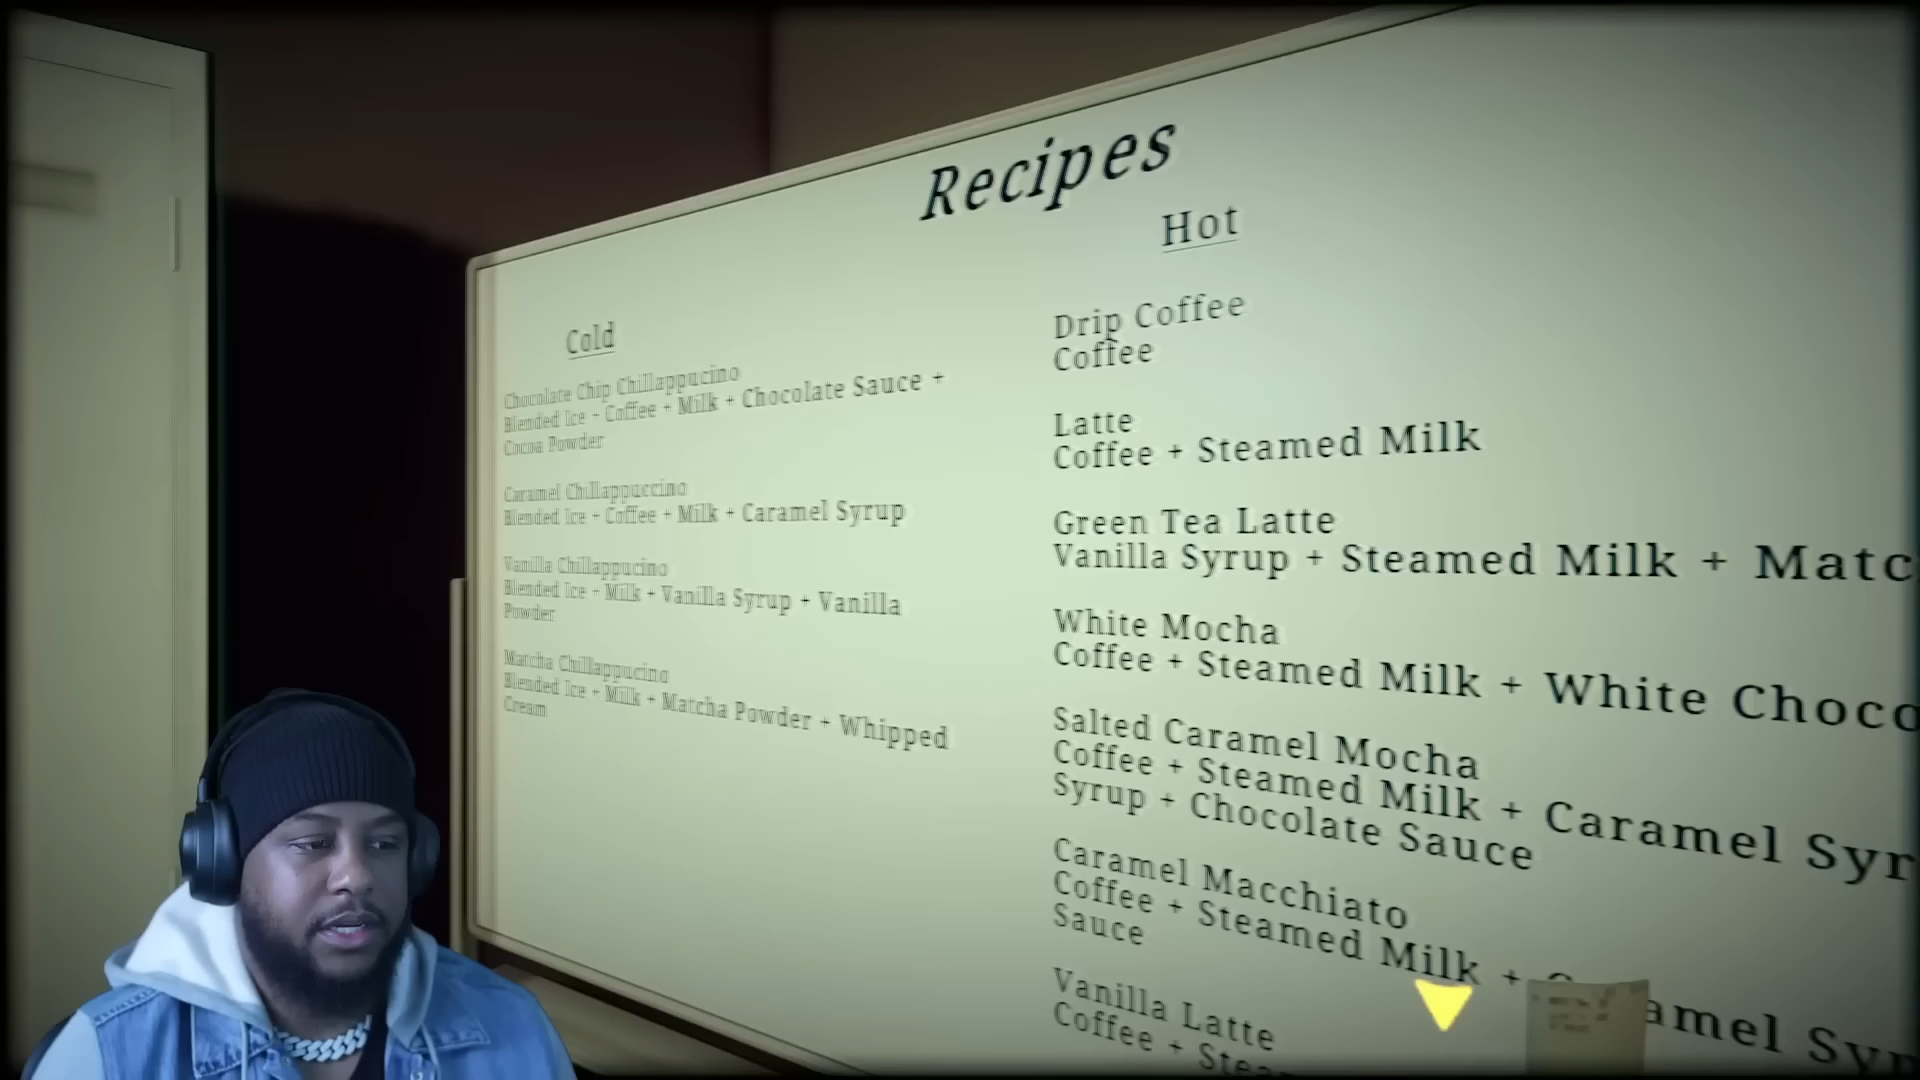 Recipes
Cold
Chocolate Chip Chillappucino
Blended Ice + Coffee + Milk + Chocolate Sauce +
Cocoa Powder
Caramel Chillappuccino
Blended Ice + Coffee + Milk + Caramel Syrup
Vanilla Chillappucino
Blended Ice + Milk + Vanilla Syrup + Vanilla
Powder
Matcha Chillappucino
Blended Ice + Milk + Matcha Powder + Whipped
Cream
Hot
Drip Coffee
Coffee
Latte
Coffee + Steamed Milk
Green Tea Latte
Vanilla Syrup + Steamed Milk + Matc
White Mocha
Coffee + Steamed Milk + White Choco
Salted Caramel Mocha
Coffee + Steamed Milk + Caramel Syr
Syrup + Chocolate Sauce
Caramel Macchiato
Coffee + Steamed Milk + amel Syr
Sauce
Vanilla Latte
Coffee + Stea